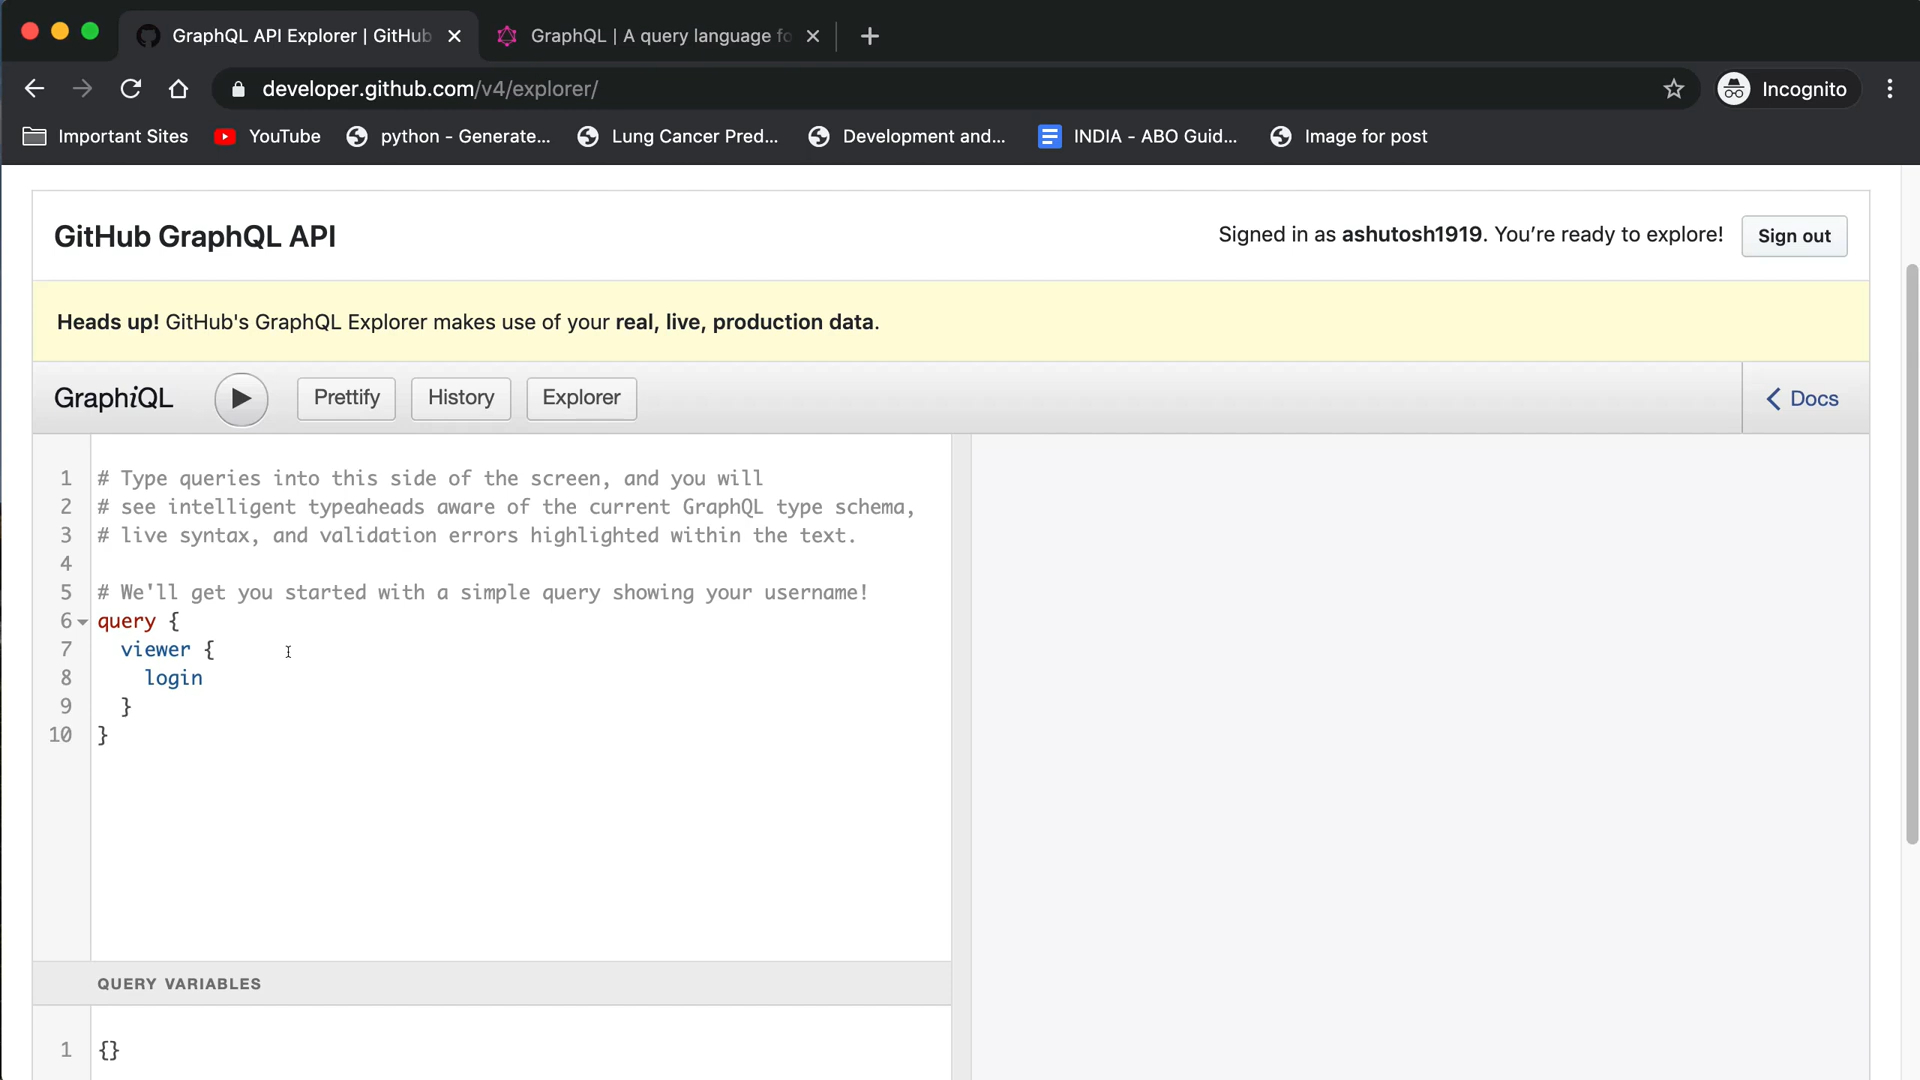 GraphQL API Explorer | GitHub
GraphQL | A query language fo
developer.github.com/v4/explorer/
Incognito
Important Sites
YouTube
python - Generate...
Lung Cancer Pred...
Development and...
INDIA - ABO Guid...
Image for post
GitHub GraphQL API
Signed in as ashutosh1919. You're ready to explore!
Sign out
Heads up! GitHub's GraphQL Explorer makes use of your real, live, production data.
GraphiQL
Prettify
History
Explorer
Docs
1 # Type queries into this side of the screen, and you will
2 # see intelligent typeaheads aware of the current GraphQL type schema,
3 # live syntax, and validation errors highlighted within the text.
4
5 # We'll get you started with a simple query showing your username!
6 query {
7 viewer {
8 login
9 }
10 }
QUERY VARIABLES
1 {}